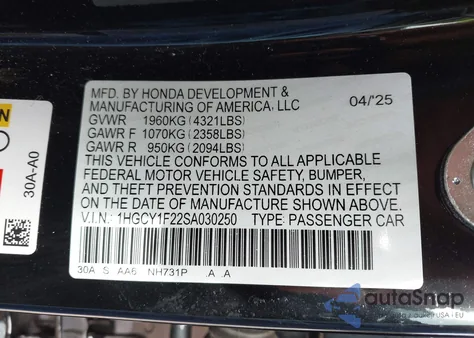 MFD. BY HONDA DEVELOPMENT &
MANUFACTURING OF AMERICA, LLC 04/'25
GVWR 1960KG(4321LBS)
GAWR F 1070KG(2358LBS)
GAWR R 950KG(2094LBS)
THIS VEHICLE CONFORMS TO ALL APPLICABLE
FEDERAL MOTOR VEHICLE SAFETY, BUMPER,
AND THEFT PREVENTION STANDARDS IN EFFECT
ON THE DATE OF MANUFACTURE SHOWN ABOVE.
V.I.N.: 1HGCY1F22SA030250 TYPE: PASSENGER CAR
30A S AA6 NH731P .A .A
30A-A0
autoSnap